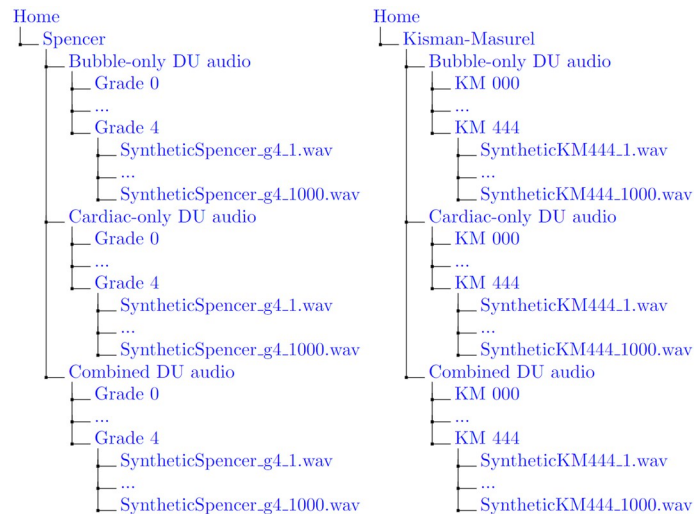 Home
Spencer
Bubble-only DU audio
Grade 0
...
Grade 4
SyntheticSpencer_g4_1.wav
...
SyntheticSpencer_g4_1000.wav
Cardiac-only DU audio
Grade 0
...
Grade 4
SyntheticSpencer_g4_1.wav
...
SyntheticSpencer_g4_1000.wav
Combined DU audio
Grade 0
...
Grade 4
SyntheticSpencer_g4_1.wav
...
SyntheticSpencer_g4_1000.wav
Home
Kisman-Masurel
Bubble-only DU audio
KM 000
...
KM 444
SyntheticKM444_1.wav
...
SyntheticKM444_1000.wav
Cardiac-only DU audio
KM 000
...
KM 444
SyntheticKM444_1.wav
...
SyntheticKM444_1000.wav
Combined DU audio
KM 000
...
KM 444
SyntheticKM444_1.wav
...
SyntheticKM444_1000.wav